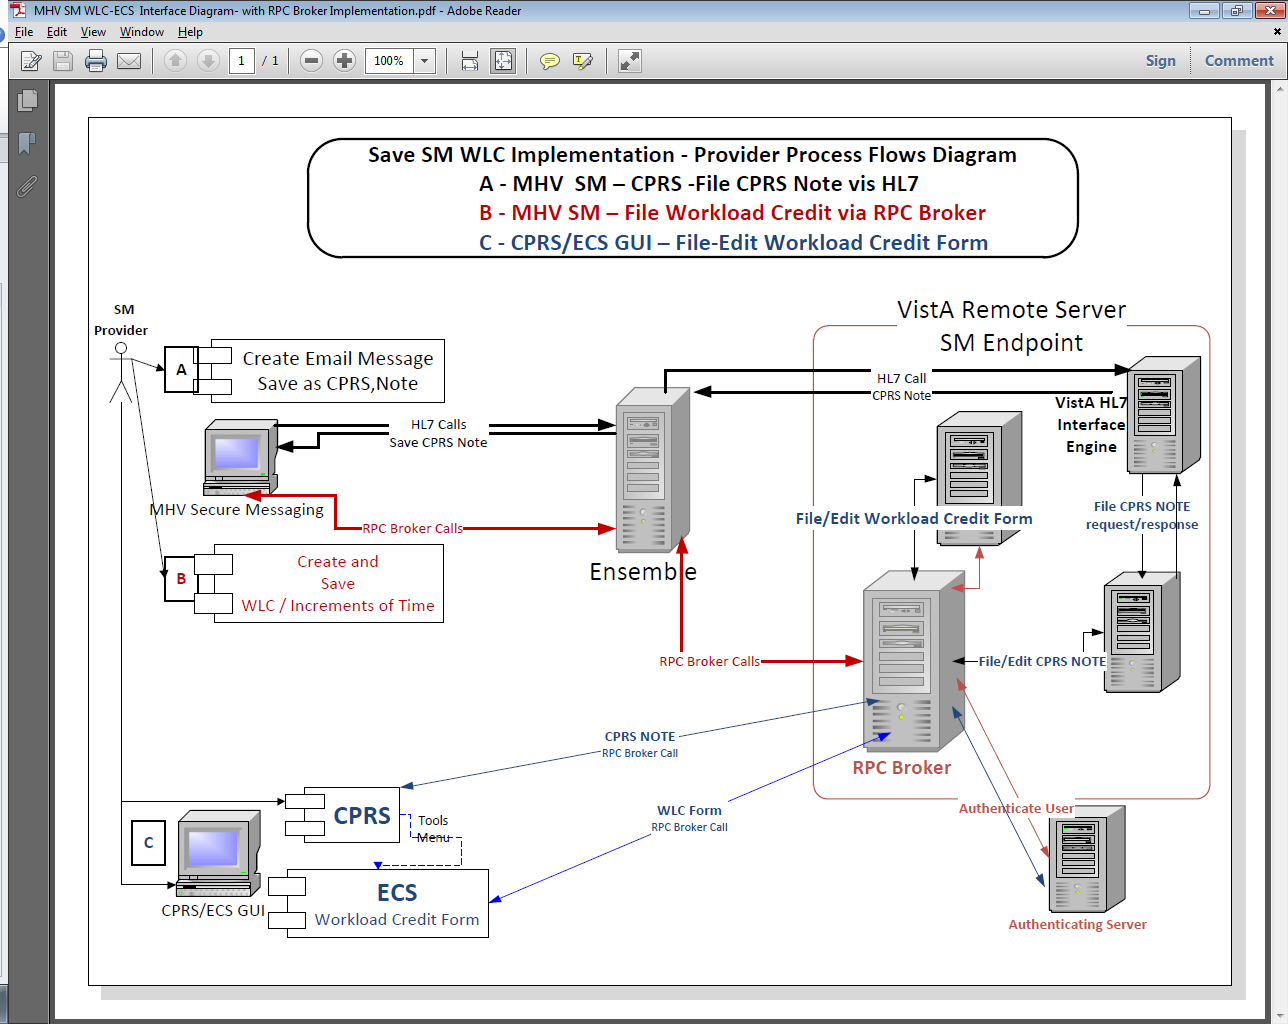 MHV SM WLC-ECS  Interface Diagram- with RPC Broker Implementation.pdf - Adobe Reader
File Edit View Window Help
1 / 1 100% Sign Comment
Save SM WLC Implementation - Provider Process Flows Diagram
A - MHV  SM – CPRS -File CPRS Note vis HL7
B - MHV SM – File Workload Credit via RPC Broker
C - CPRS/ECS GUI – File-Edit Workload Credit Form
SM
Provider
A
Create Email Message
Save as CPRS,Note
HL7 Calls
Save CPRS Note
MHV Secure Messaging
RPC Broker Calls
B
Create and
Save
WLC / Increments of Time
Ensemble
RPC Broker Calls
VistA Remote Server
SM Endpoint
HL7 Call
CPRS Note
VistA HL7
Interface
Engine
File/Edit Workload Credit Form
File CPRS NOTE
request/response
File/Edit CPRS NOTE
RPC Broker
CPRS NOTE
RPC Broker Call
WLC Form
RPC Broker Call
Authenticate User
Authenticating Server
C
CPRS
Tools
Menu
CPRS/ECS GUI
ECS
Workload Credit Form